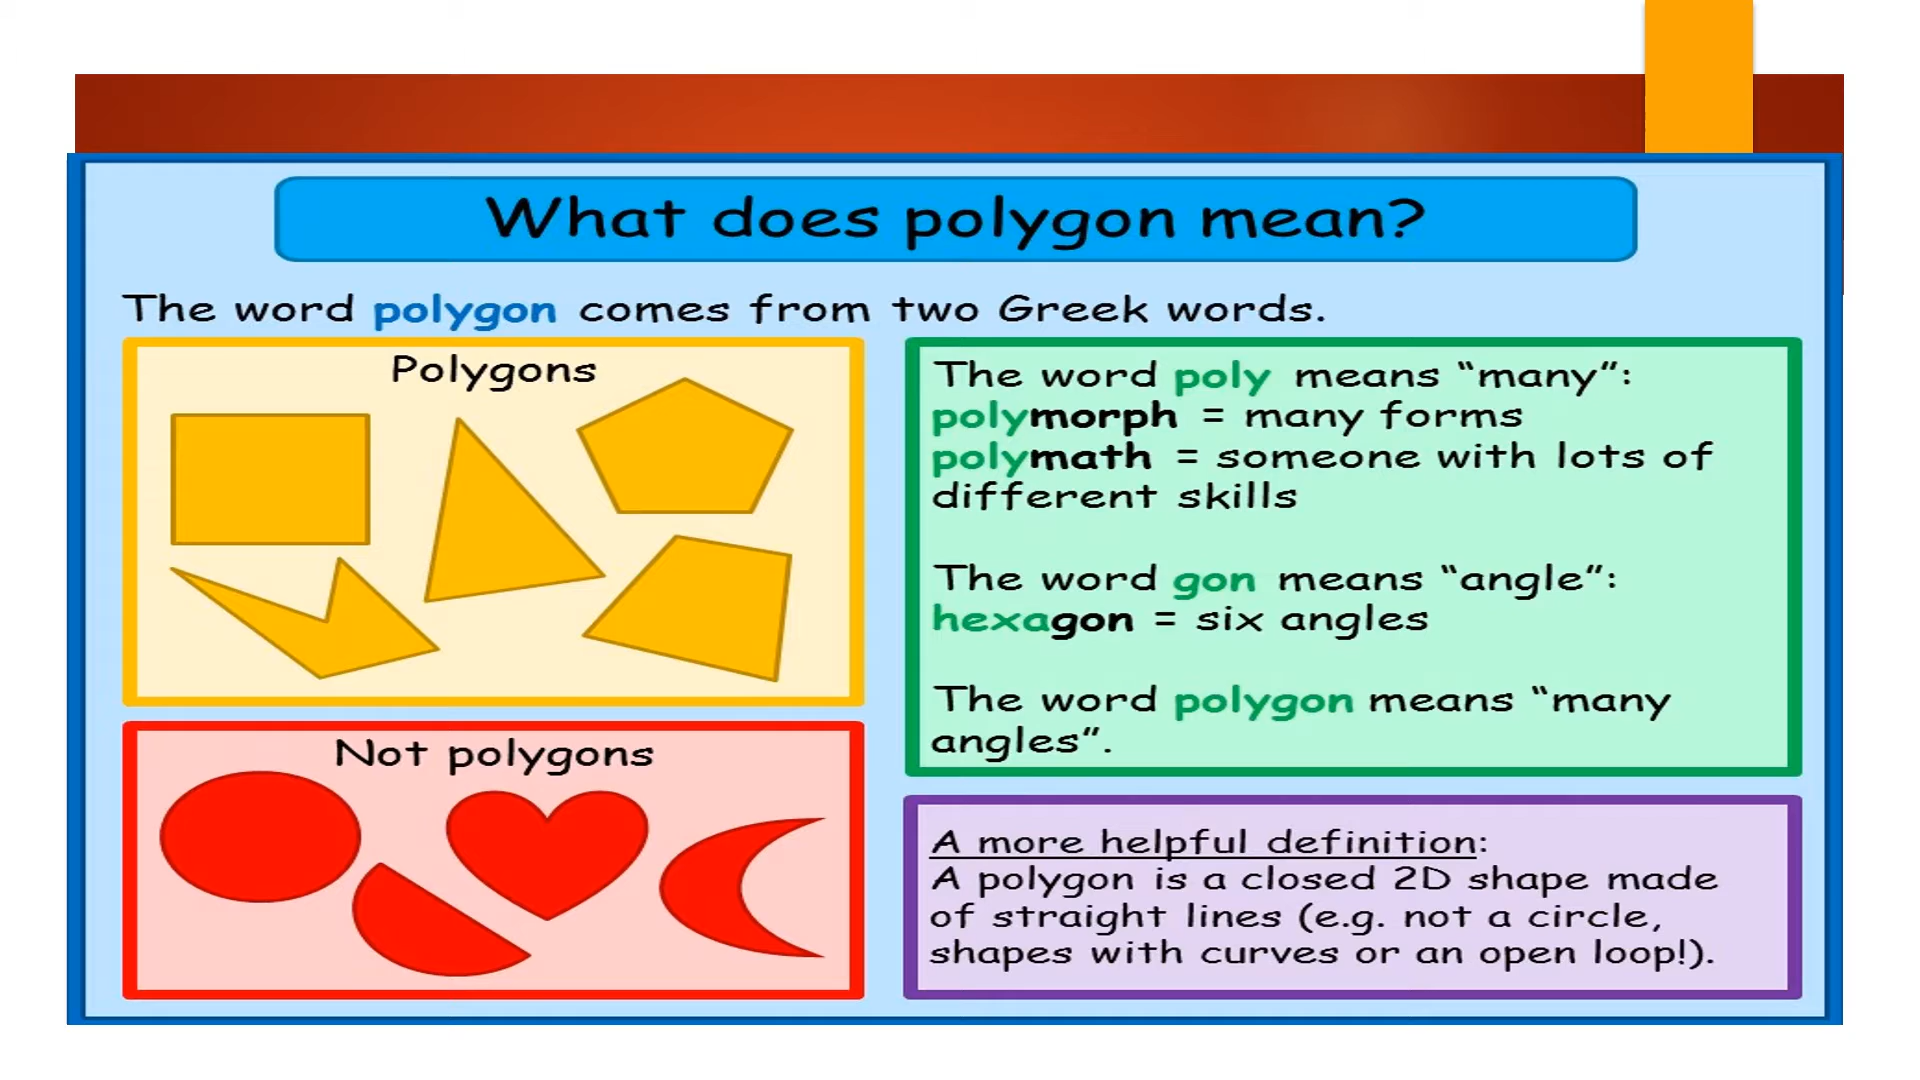 What does polygon mean?
The word polygon comes from two Greek words.
Polygons
The word poly means “many”:
polymorph = many forms
polymath = someone with lots of
different skills
The word gon means “angle”:
hexagon = six angles
The word polygon means “many
angles”.
Not polygons
A more helpful definition:
A polygon is a closed 2D shape made
of straight lines (e.g. not a circle,
shapes with curves or an open loop!).